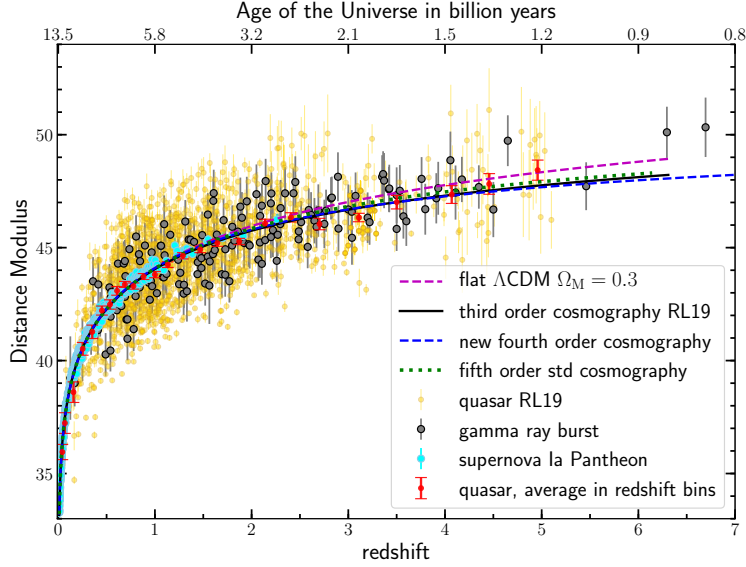 Age of the Universe in billion years
13.5 5.8 3.2 2.1 1.5 1.2 0.9 0.8
Distance Modulus
50
45
40
35
flat ΛCDM Ω_M = 0.3
third order cosmography RL19
new fourth order cosmography
fifth order std cosmography
quasar RL19
gamma ray burst
supernova Ia Pantheon
quasar, average in redshift bins
0 1 2 3 4 5 6 7
redshift